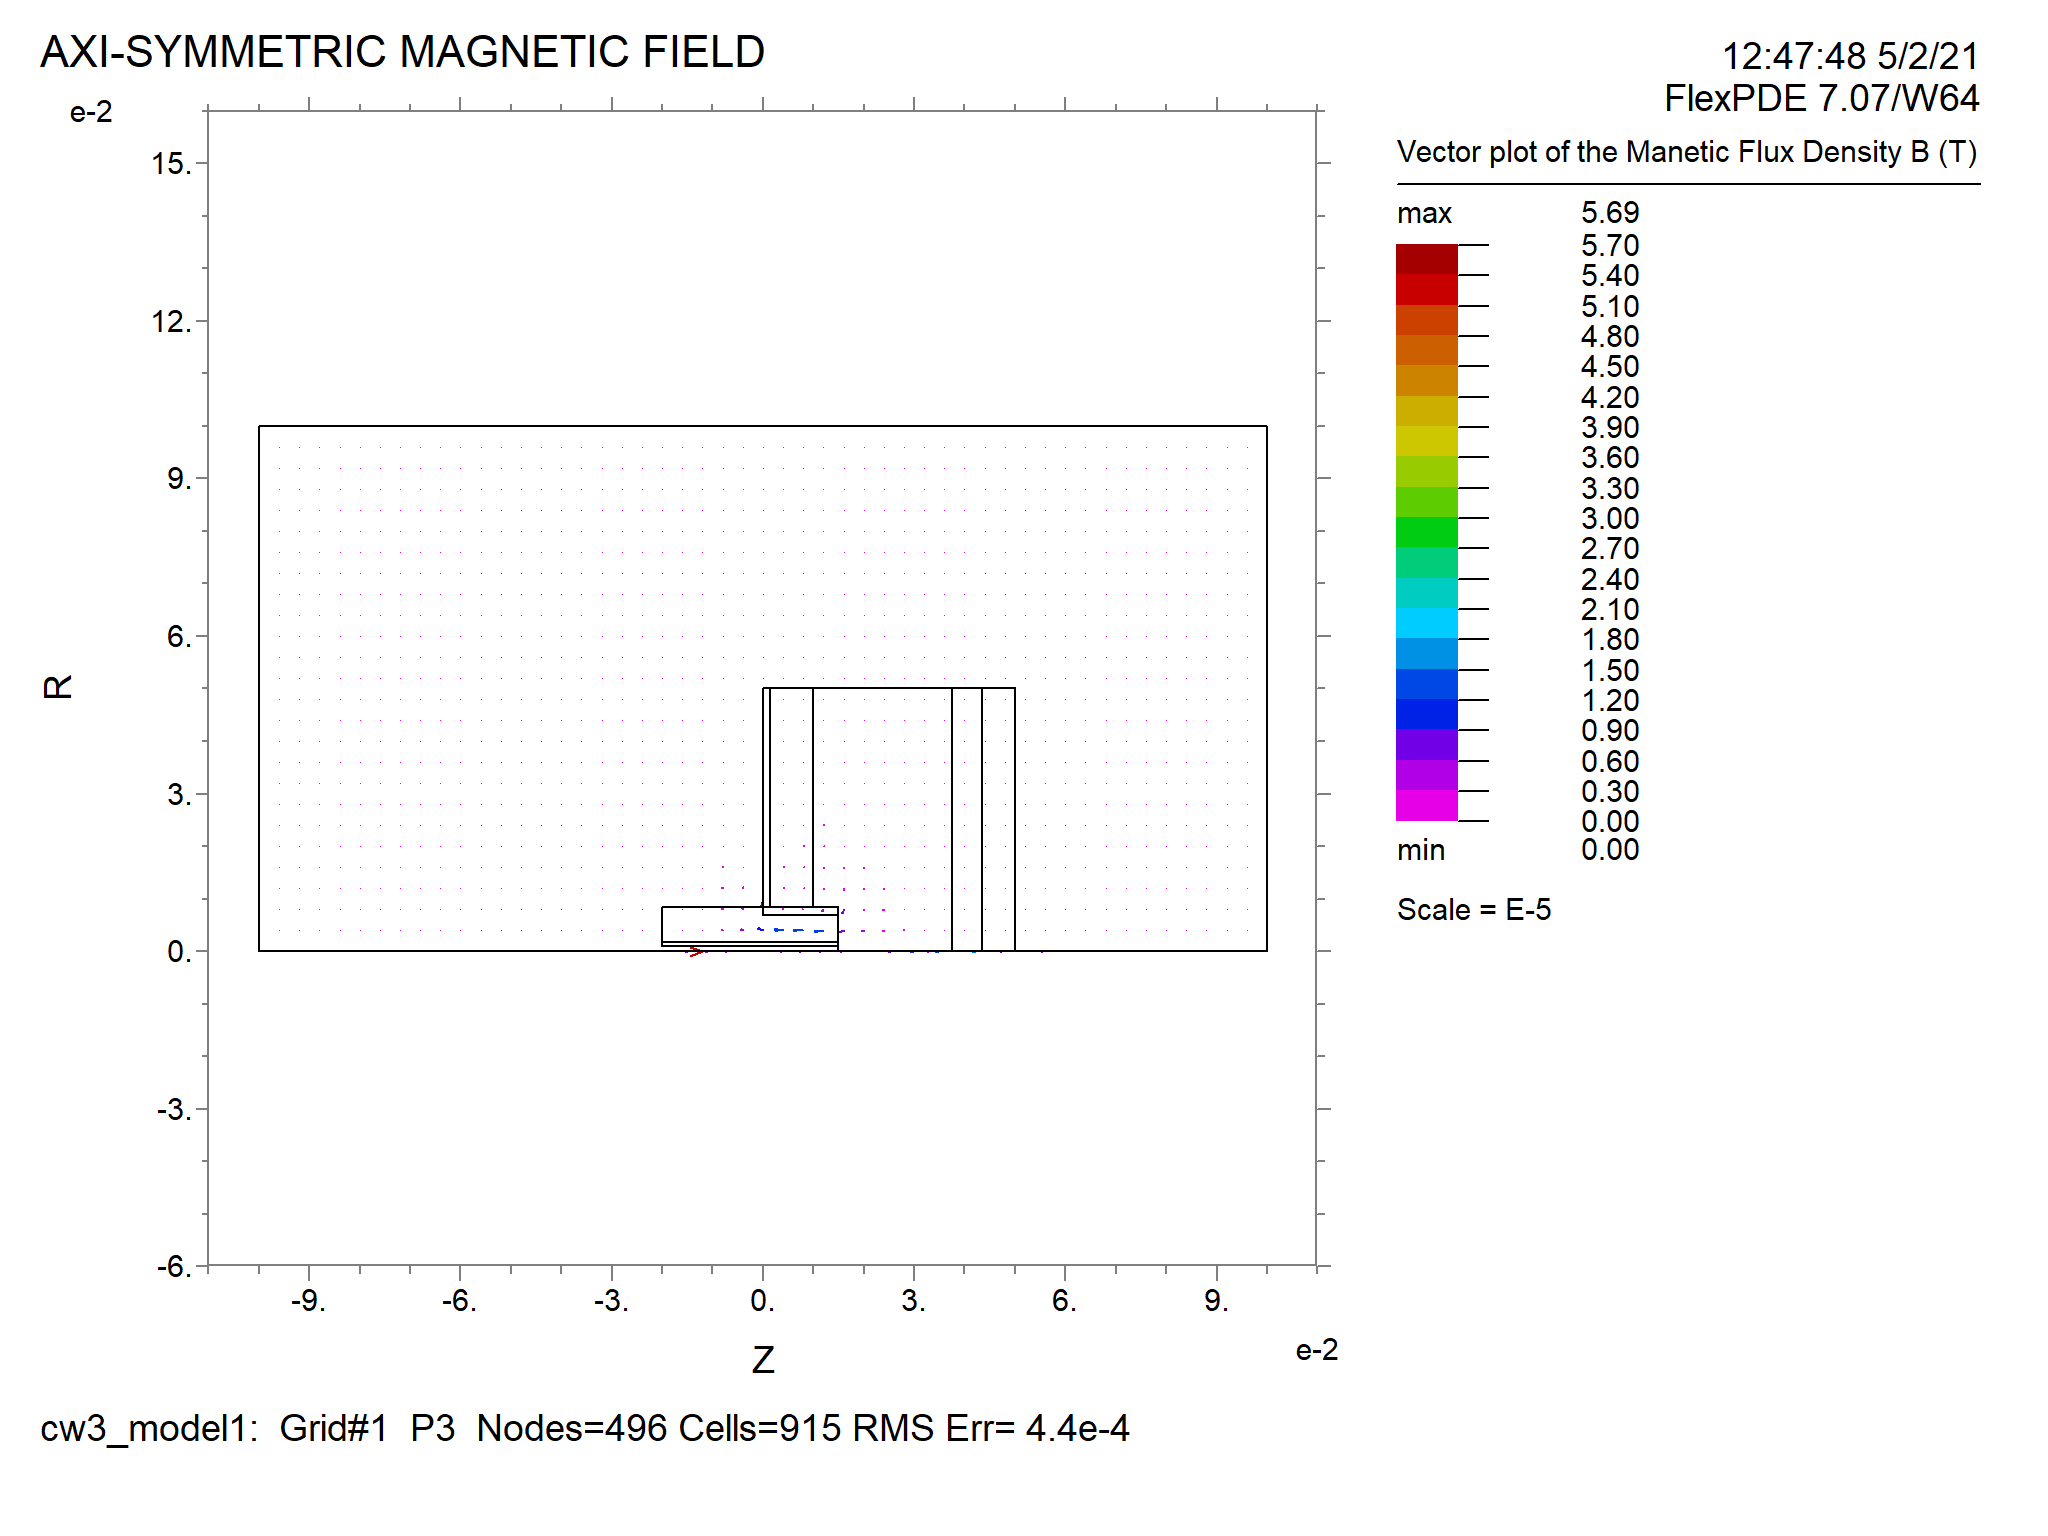 AXI-SYMMETRIC MAGNETIC FIELD
12:47:48 5/2/21
FlexPDE 7.07/W64
e-2
Vector plot of the Manetic Flux Density B (T)
max 5.69
5.70
5.40
5.10
4.80
4.50
4.20
3.90
3.60
3.30
3.00
2.70
2.40
2.10
1.80
1.50
1.20
0.90
0.60
0.30
0.00
min 0.00
Scale = E-5
15.
12.
9.
6.
R
3.
0.
-3.
-6.
-9. -6. -3. 0. 3. 6. 9.
Z
e-2
cw3_model1: Grid#1 P3 Nodes=496 Cells=915 RMS Err= 4.4e-4